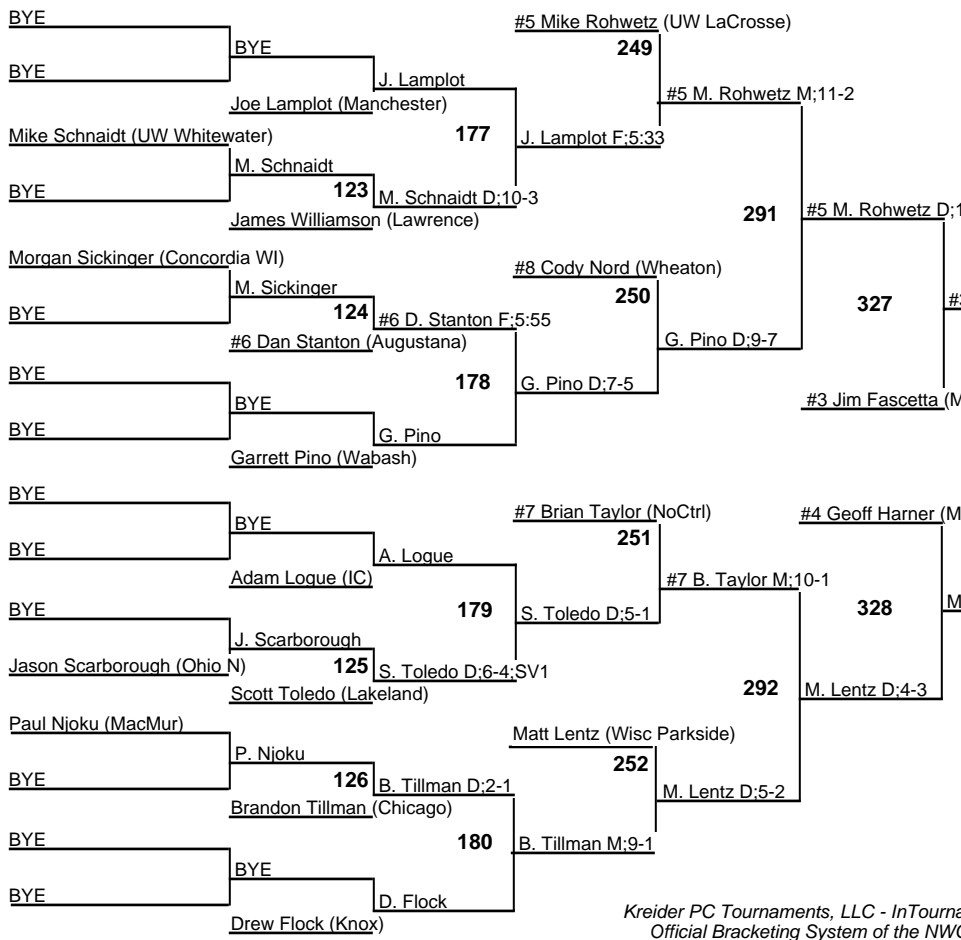 BYE
#5 Mike Rohwetz (UW LaCrosse)
249
BYE
BYE
J. Lamplot
#5 M. Rohwetz M;11-2
Joe Lamplot (Manchester)
Mike Schnaidt (UW Whitewater)
177
J. Lamplot F;5:33
M. Schnaidt
BYE
123
M. Schnaidt D;10-3
291
#5 M. Rohwetz D;1
James Williamson (Lawrence)
Morgan Sickinger (Concordia WI)
#8 Cody Nord (Wheaton)
M. Sickinger
250
327
#3
BYE
124
#6 D. Stanton F;5:55
#6 Dan Stanton (Augustana)
G. Pino D;9-7
BYE
178
G. Pino D;7-5
BYE
#3 Jim Fascetta (M
BYE
G. Pino
Garrett Pino (Wabash)
BYE
#7 Brian Taylor (NoCtrl)
#4 Geoff Harner (M
BYE
251
BYE
A. Logue
Adam Logue (IC)
#7 B. Taylor M;10-1
BYE
179
S. Toledo D;5-1
328
M
J. Scarborough
Jason Scarborough (Ohio N)
125
S. Toledo D;6-4;SV1
Scott Toledo (Lakeland)
292
M. Lentz D;4-3
Paul Njoku (MacMur)
Matt Lentz (Wisc Parkside)
P. Njoku
252
BYE
126
B. Tillman D;2-1
M. Lentz D;5-2
Brandon Tillman (Chicago)
BYE
180
B. Tillman M;9-1
BYE
BYE
D. Flock
Drew Flock (Knox)
Kreider PC Tournaments, LLC - InTourna
Official Bracketing System of the NWC